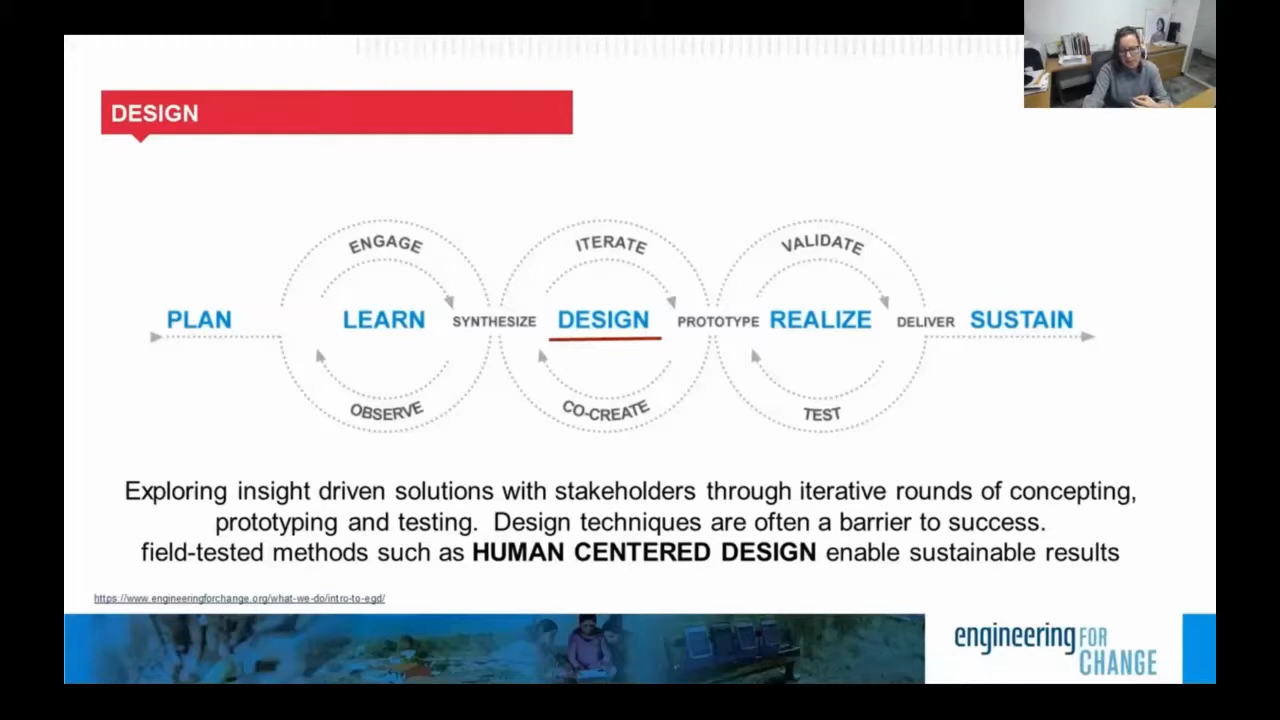 DESIGN
ENGAGE
ITERATE
VALIDATE
PLAN
LEARN
SYNTHESIZE
DESIGN
PROTOTYPE
REALIZE
DELIVER
SUSTAIN
OBSERVE
CO-CREATE
TEST
Exploring insight driven solutions with stakeholders through iterative rounds of concepting,
prototyping and testing. Design techniques are often a barrier to success.
field-tested methods such as HUMAN CENTERED DESIGN enable sustainable results
https://www.engineeringforchange.org/what-we-do/intro-to-egd/
engineering FOR
CHANGE